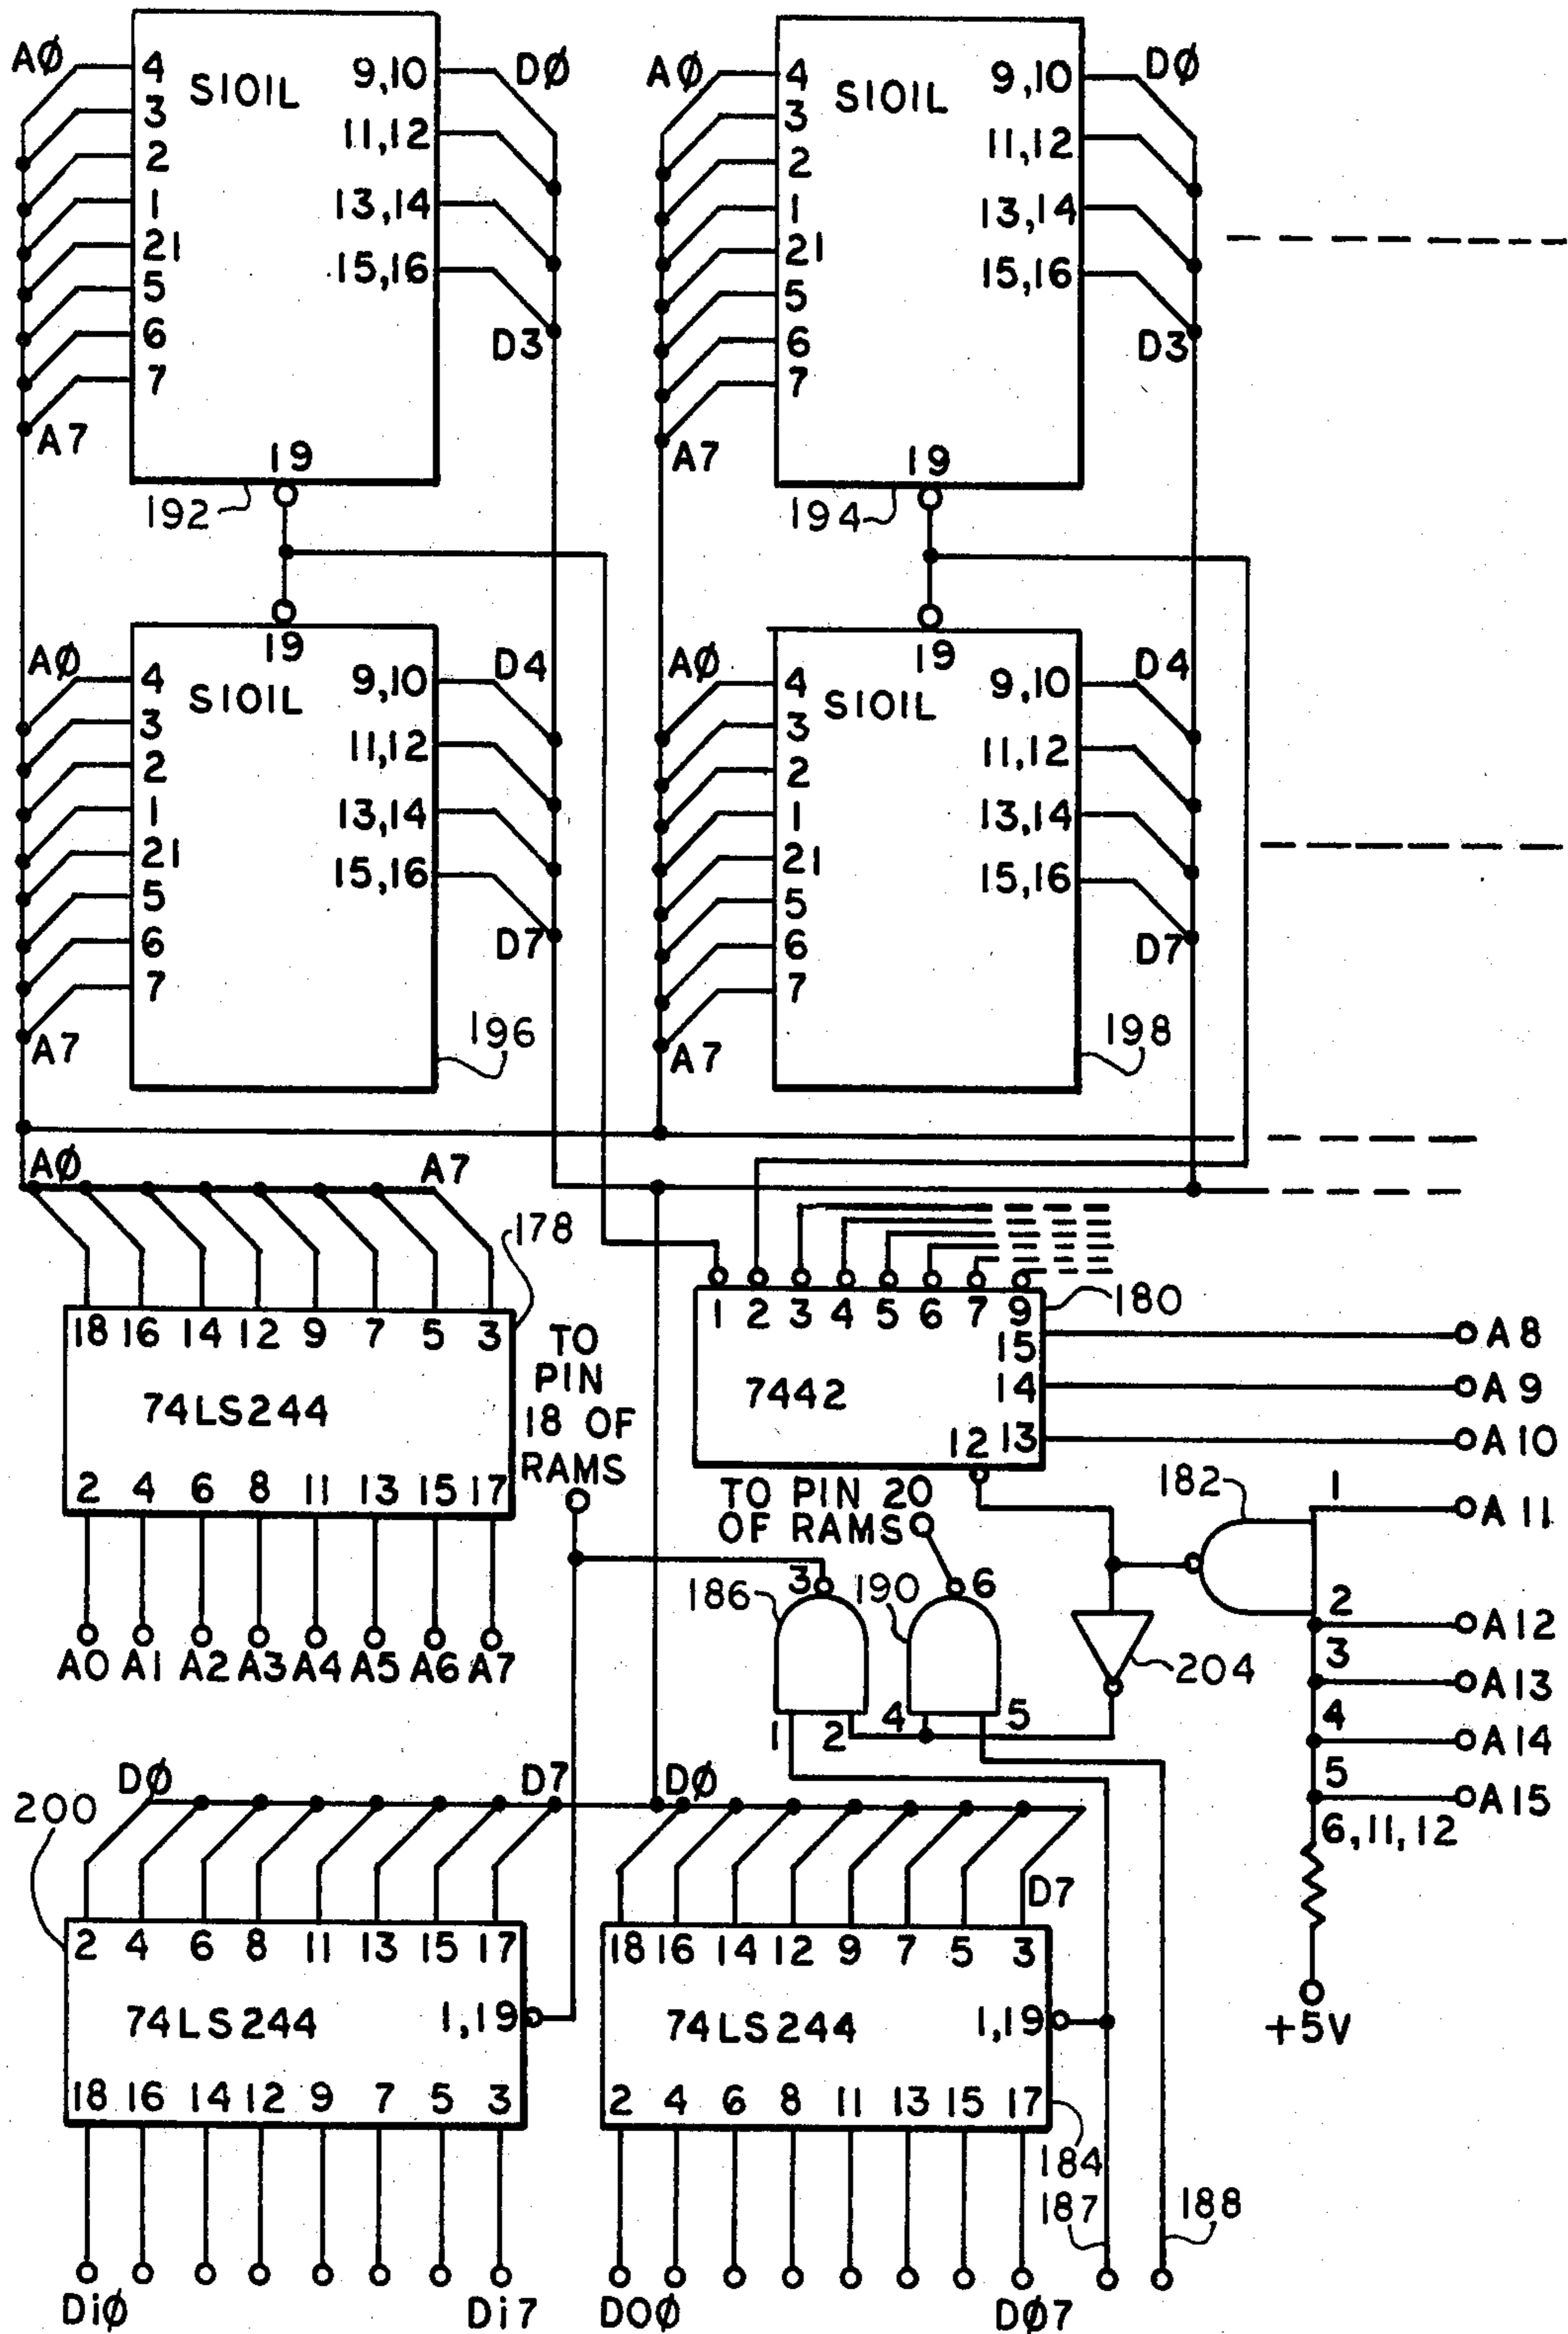 AØ 4 S101L 9,10 DØ
3 11,12
2
1 13,14
21
5 15,16
6 D3
7
A7 19
192
AØ 4 S101L 9,10 DØ
3 11,12
2
1 13,14
21
5 15,16
6 D3
7
A7 19
194
19
AØ 4 S101L 9,10 D4
3 11,12
2
1 13,14
21
5 15,16
6 D7
7
A7 196
19
AØ 4 S101L 9,10 D4
3 11,12
2
1 13,14
21
5 15,16
6 D7
7
A7 198
AØ A7
178
18 16 14 12 9 7 5 3
74LS244
2 4 6 8 11 13 15 17
A0 A1 A2 A3 A4 A5 A6 A7
TO
PIN
18 OF
RAMS
1 2 3 4 5 6 7 9
180
15 A8
7442 14 A9
12 13 A10
TO PIN 20
OF RAMS
182 1 A11
2 A12
3 A13
4 A14
5 A15
6,11,12
+5V
186 3 190 6
204
1 2 4 5
200 DØ D7
2 4 6 8 11 13 15 17
74LS244 1,19
18 16 14 12 9 7 5 3
Di Ø Di7
DØ D7
18 16 14 12 9 7 5 3
74LS244 1,19
2 4 6 8 11 13 15 17
184
187 188
DOØ DØ7